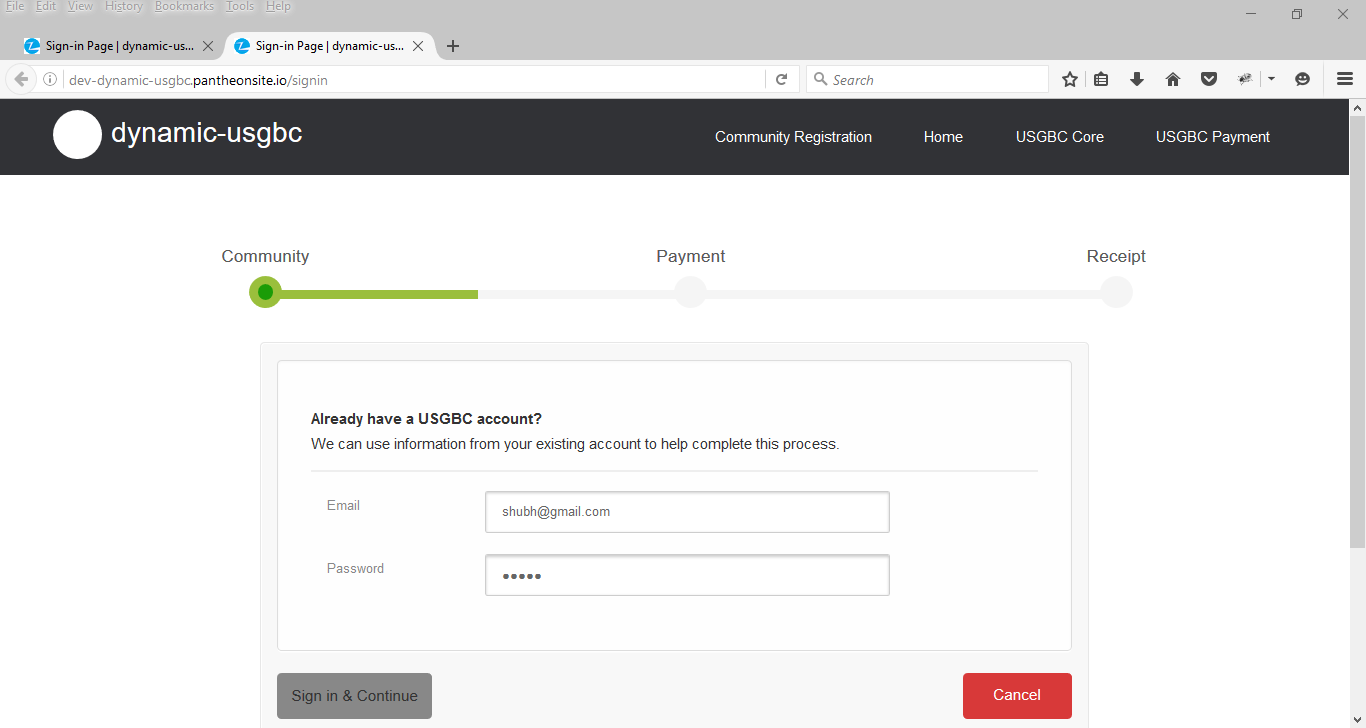 File Edit View History Bookmarks Tools Help
Sign-in Page | dynamic-us... Sign-in Page | dynamic-us...
dev-dynamic-usgbc.pantheonsite.io/signin Search
dynamic-usgbc Community Registration Home USGBC Core USGBC Payment
Community Payment Receipt
Already have a USGBC account?
We can use information from your existing account to help complete this process.
Email shubh@gmail.com
Password •••••
Sign in & Continue Cancel